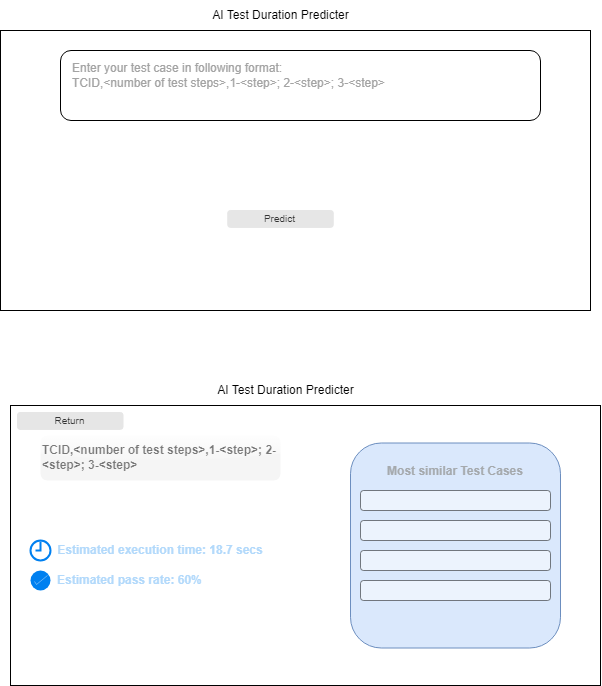 AI Test Duration Predicter
Enter your test case in following format:
TCID,<number of test steps>,1-<step>; 2-<step>; 3-<step>
Predict
AI Test Duration Predicter
Return
TCID,<number of test steps>,1-<step>; 2-
<step>; 3-<step>
Most similar Test Cases
Estimated execution time: 18.7 secs
Estimated pass rate: 60%